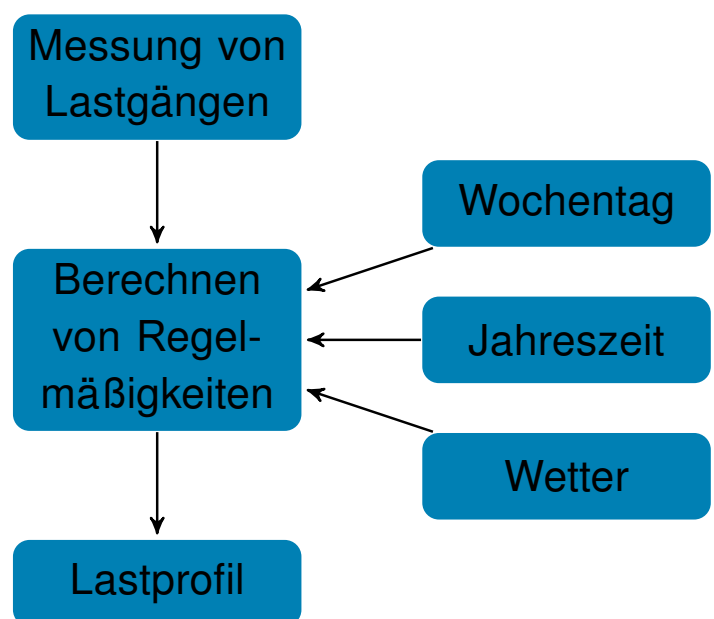 Messung von
Lastgängen
Wochentag
Berechnen
von Regel-
mäßigkeiten
Jahreszeit
Wetter
Lastprofil